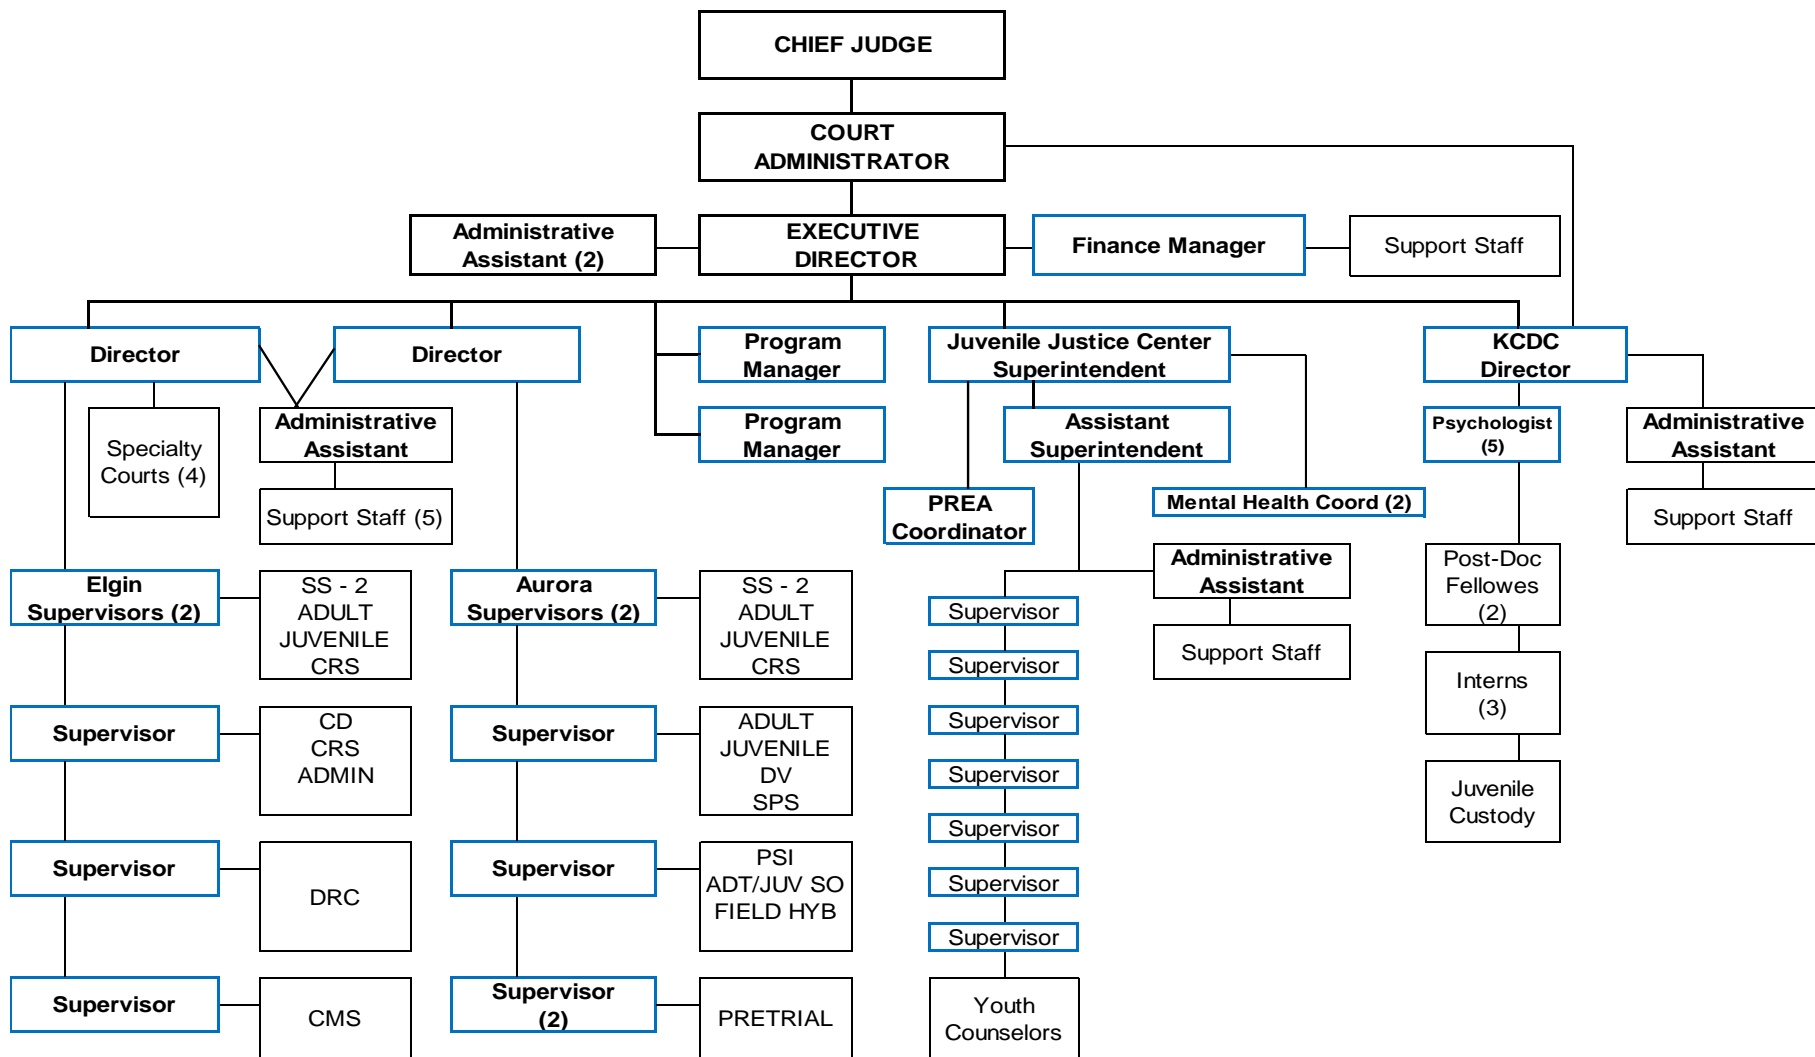 CHIEF JUDGE
COURT
ADMINISTRATOR
Administrative
Assistant (2)
EXECUTIVE
DIRECTOR
Finance Manager
Support Staff
Director
Director
Program
Manager
Juvenile Justice Center
Superintendent
KCDC
Director
Specialty
Courts (4)
Administrative
Assistant
Program
Manager
Assistant
Superintendent
Psychologist
(5)
Administrative
Assistant
Support Staff (5)
PREA
Coordinator
Mental Health Coord (2)
Support Staff
Elgin
Supervisors (2)
SS - 2
ADULT
JUVENILE
CRS
Aurora
Supervisors (2)
SS - 2
ADULT
JUVENILE
CRS
Supervisor
Administrative
Assistant
Post-Doc
Fellowes
(2)
Supervisor
Support Staff
Supervisor
CD
CRS
ADMIN
Supervisor
ADULT
JUVENILE
DV
SPS
Supervisor
Interns
(3)
Supervisor
Juvenile
Custody
Supervisor
DRC
Supervisor
PSI
ADT/JUV SO
FIELD HYB
Supervisor
Supervisor
Supervisor
Supervisor
CMS
Supervisor
(2)
PRETRIAL
Youth
Counselors